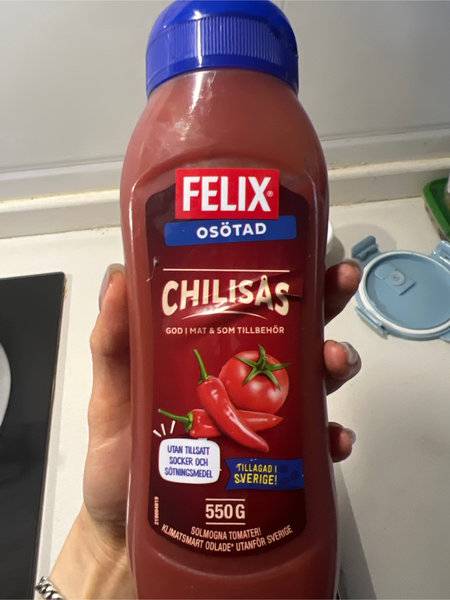 FELIX®
OSÖTAD
CHILISÅS
GOD I MAT & SOM TILLBEHÖR
UTAN TILLSATT
SOCKER OCH
SÖTNINGSMEDEL
TILLAGAD I
SVERIGE!
550 G
SOLMOGNA TOMATER!
KLIMATSMART ODLADE* UTANFÖR SVERIGE